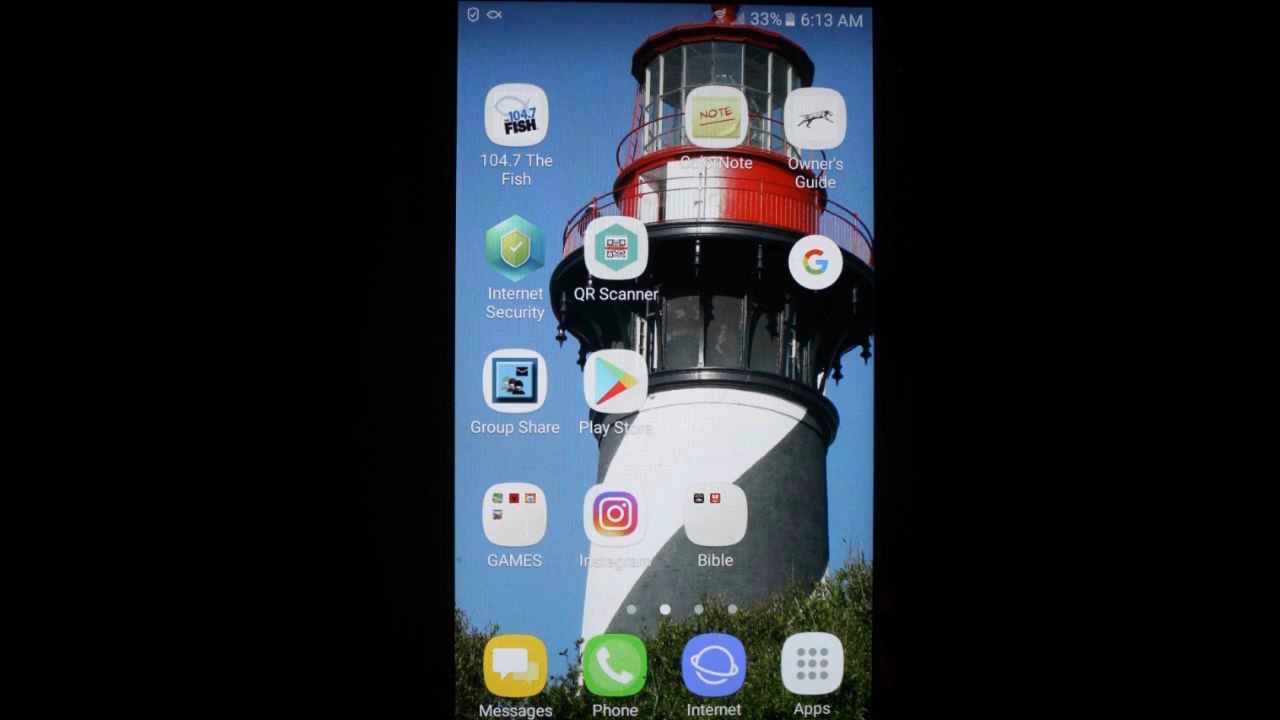 33% 6:13 AM
104.7
FISH
NOTE
104.7 The
Fish
ColorNote
Owner's
Guide
Internet
Security
QR Scanner
G
Group Share
Play Store
GAMES
Instagram
Bible
Messages
Phone
Internet
Apps